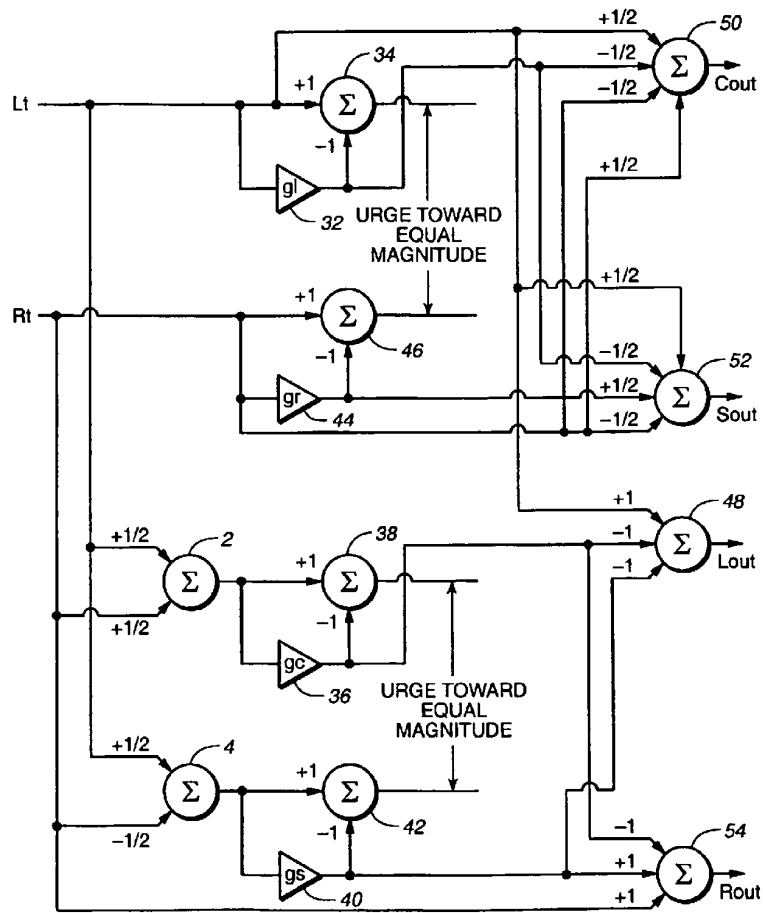 +1/2
50
34
−1/2
Σ
Lt
+1
Σ
−1/2
Cout
−1
gl
+1/2
32
URGE TOWARD
EQUAL
MAGNITUDE
+1/2
Rt
+1
Σ
−1
46
−1/2
52
gr
+1/2
Σ
44
−1/2
Sout
2
38
+1
48
+1/2
+1
−1
Σ
Σ
Σ
−1
Lout
+1/2
−1
gc
36
URGE TOWARD
EQUAL
MAGNITUDE
+1/2
4
+1
Σ
Σ
−1/2
−1
42
−1
54
gs
+1
Σ
40
+1
Rout